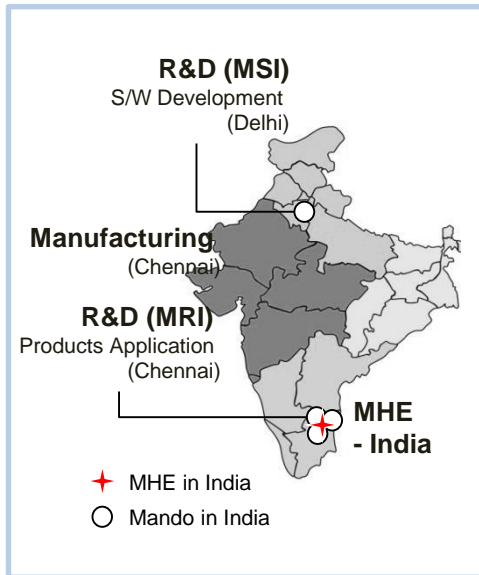 R&D (MSI)
S/W Development
(Delhi)
Manufacturing
(Chennai)
R&D (MRI)
Products Application
(Chennai)
MHE
- India
MHE in India
Mando in India